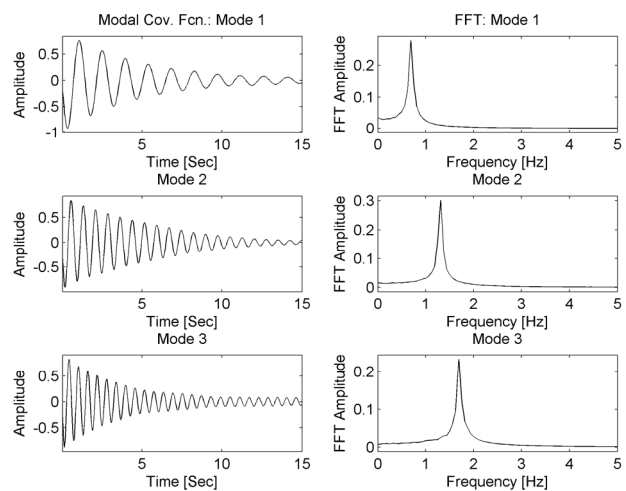 Modal Cov. Fcn.: Mode 1
Amplitude
0.5
0
-0.5
-1
5
10
15
Time [Sec]
FFT: Mode 1
FFT Amplitude
0.2
0.1
0
0
1
2
3
4
5
Frequency [Hz]
Mode 2
Amplitude
0.5
0
-0.5
5
10
15
Time [Sec]
Mode 2
FFT Amplitude
0.3
0.2
0.1
0
0
1
2
3
4
5
Frequency [Hz]
Mode 3
Amplitude
0.5
0
-0.5
5
10
15
Time [Sec]
Mode 3
FFT Amplitude
0.2
0.1
0
0
1
2
3
4
5
Frequency [Hz]